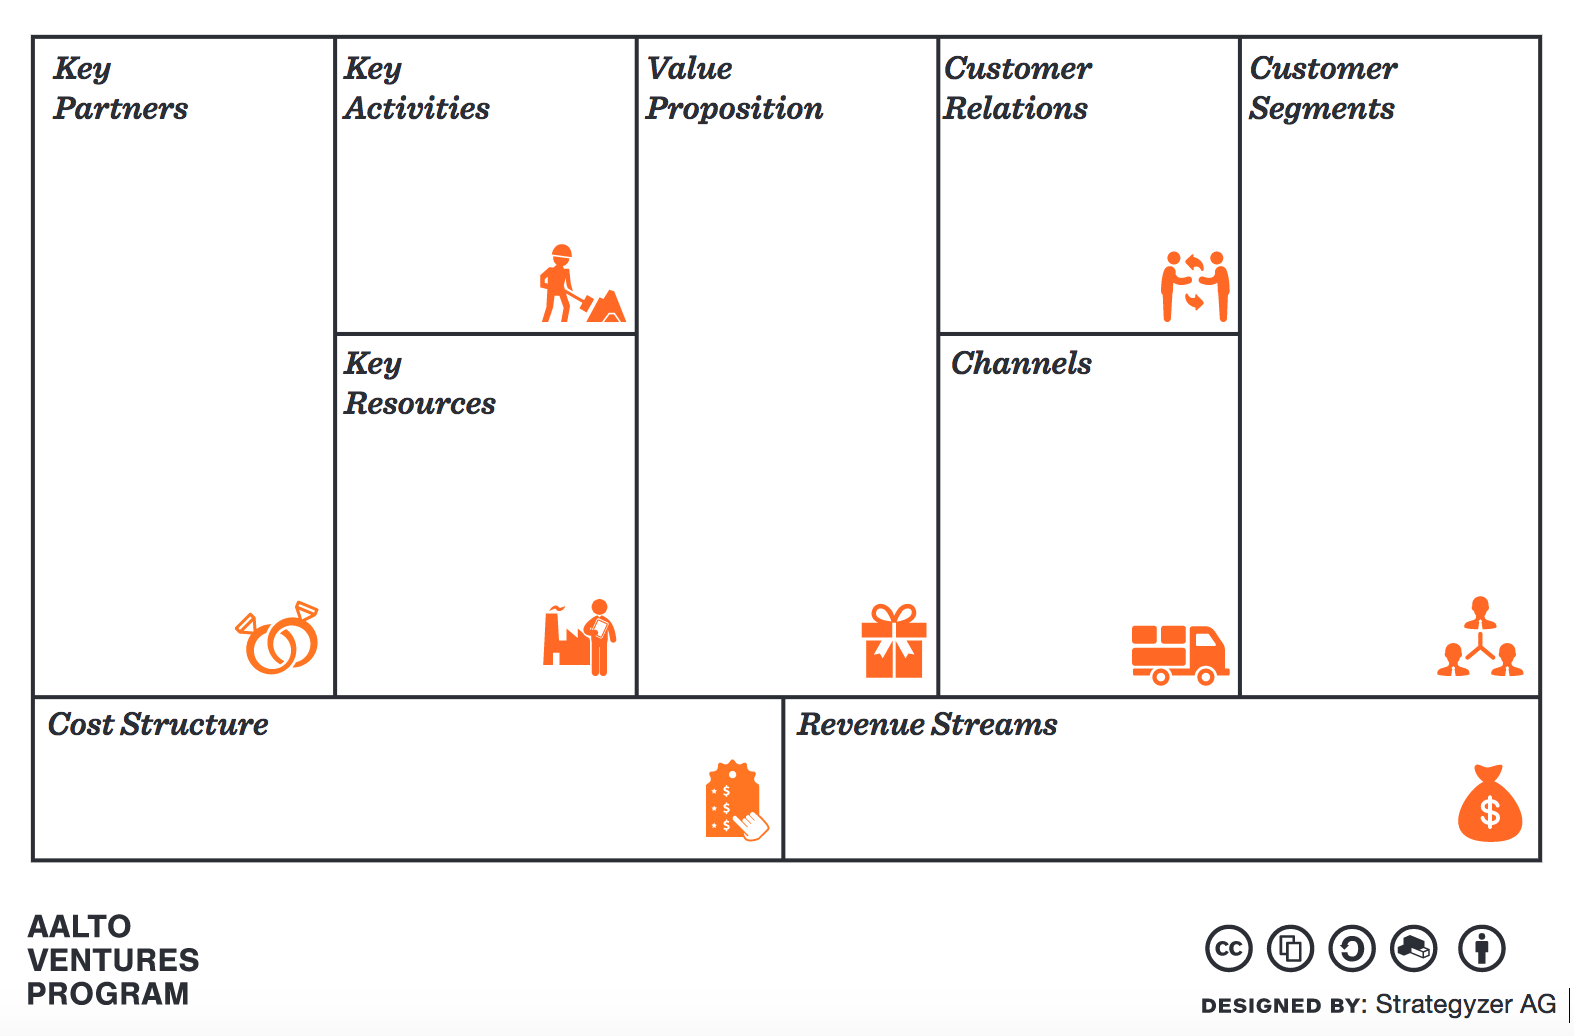 Key
Partners
Key
Activities
Value
Proposition
Customer
Relations
Customer
Segments
Key
Resources
Channels
Cost Structure
$
$
$
Revenue Streams
$
AALTO
VENTURES
PROGRAM
cc
DESIGNED BY: Strategyzer AG